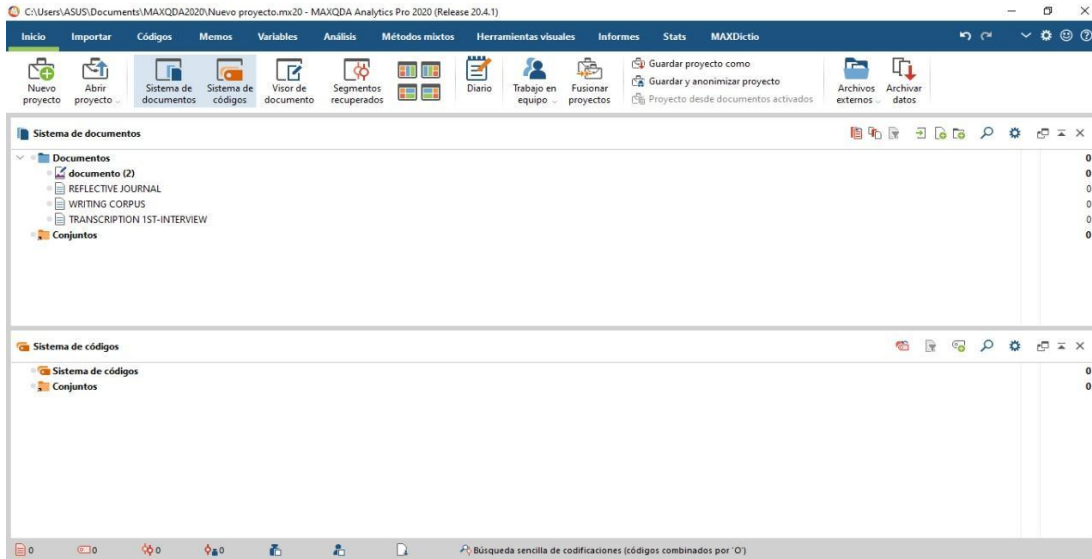 C:\Users\ASUS\Documents\MAXQDA2020\Nuevo proyecto.mx20 - MAXQDA Analytics Pro 2020 (Release 20.4.1)
Inicio Importar Códigos Memos Variables Análisis Métodos mixtos Herramientas visuales Informes Stats MAXDictio
Nuevo proyecto
Abrir proyecto
Sistema de documentos
Sistema de códigos
Visor de documento
Segmentos recuperados
Diario
Trabajo en equipo
Fusionar proyectos
Guardar proyecto como
Guardar y anonimizar proyecto
Proyecto desde documentos activados
Archivos externos
Archivar datos
Sistema de documentos
Documentos 0
documento (2) 0
REFLECTIVE JOURNAL 0
WRITING CORPUS 0
TRANSCRIPTION 1ST-INTERVIEW 0
Conjuntos 0
Sistema de códigos
Sistema de códigos 0
Conjuntos 0
0 0 0 0 Búsqueda sencilla de codificaciones (códigos combinados por 'O')